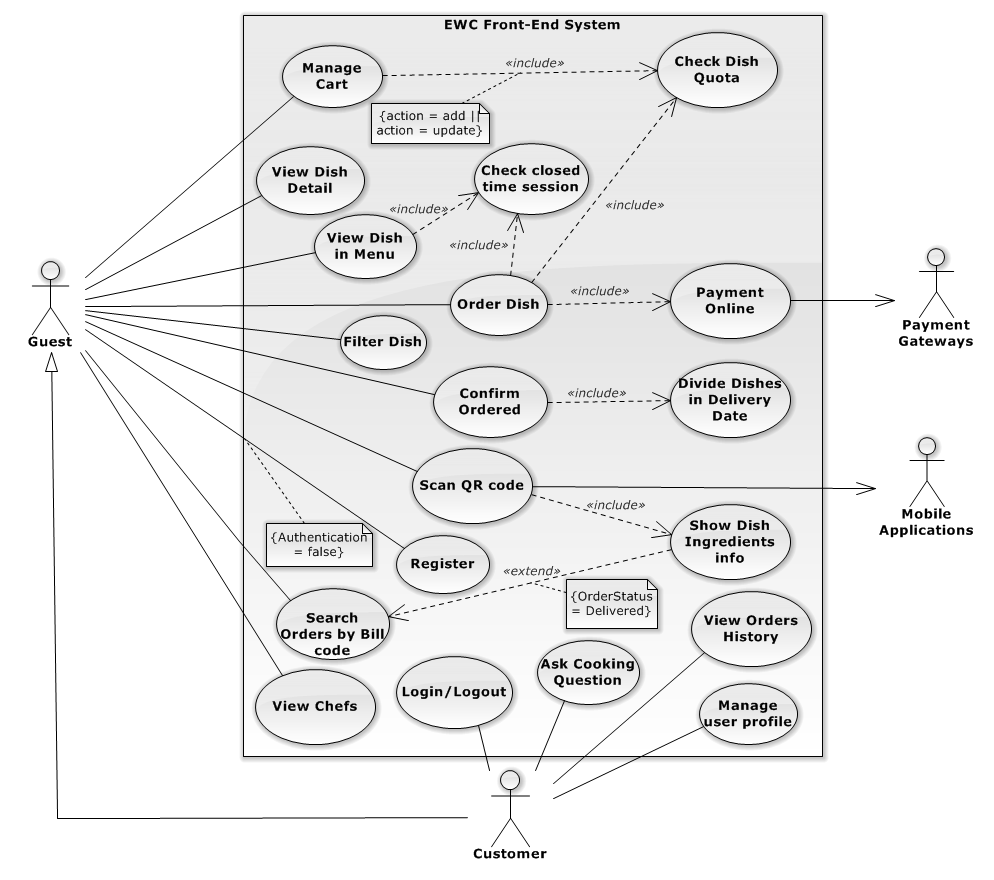 EWC Front-End System
Manage
Cart
«include»
Check Dish
Quota
{action = add ||
action = update}
View Dish
Detail
Check closed
time session
«include»
«include»
View Dish
in Menu
«include»
Order Dish
«include»
Payment
Online
Payment
Gateways
Guest
Filter Dish
Confirm
Ordered
«include»
Divide Dishes
in Delivery
Date
Scan QR code
«include»
Mobile
Applications
{Authentication
= false}
Show Dish
Ingredients
info
Register
«extend»
{OrderStatus
= Delivered}
Search
Orders by Bill
code
View Orders
History
Ask Cooking
Question
Login/Logout
View Chefs
Manage
user profile
Customer